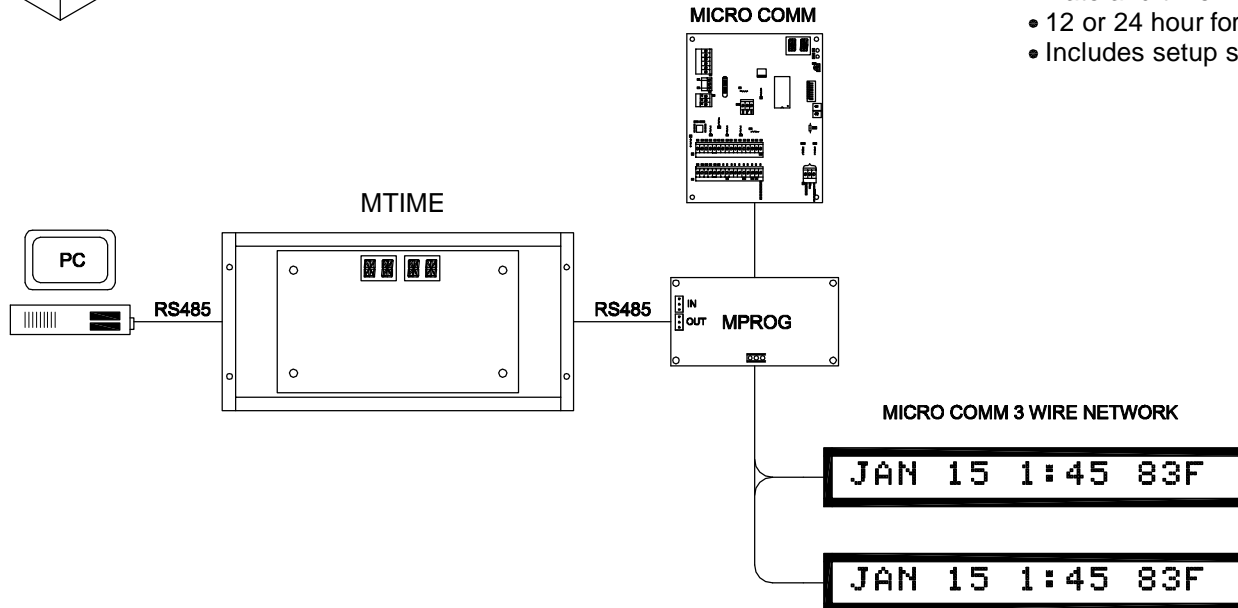 MICRO COMM
• 12 or 24 hour for
• Includes setup s
MTIME
PC
RS485
RS485
IN
OUT
MPROG
MICRO COMM 3 WIRE NETWORK
JAN 15 1:45 83F
JAN 15 1:45 83F